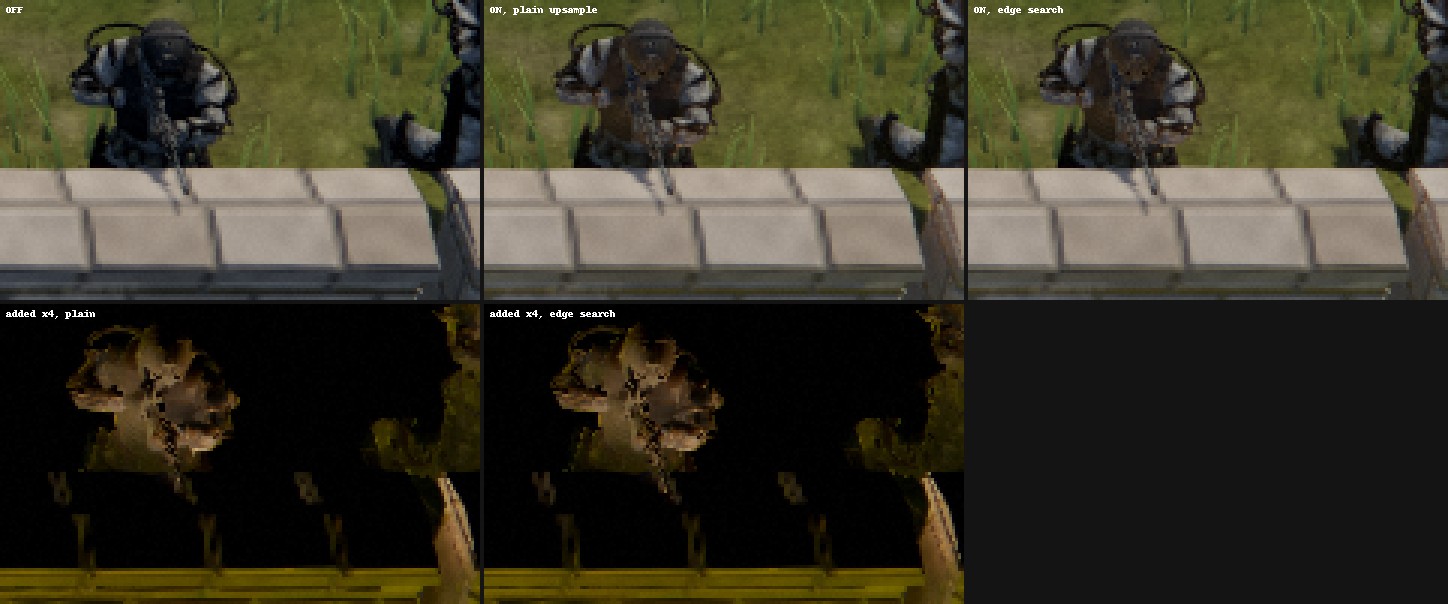 OFF
ON, plain upsample
ON, edge search
added x4, plain
added x4, edge search